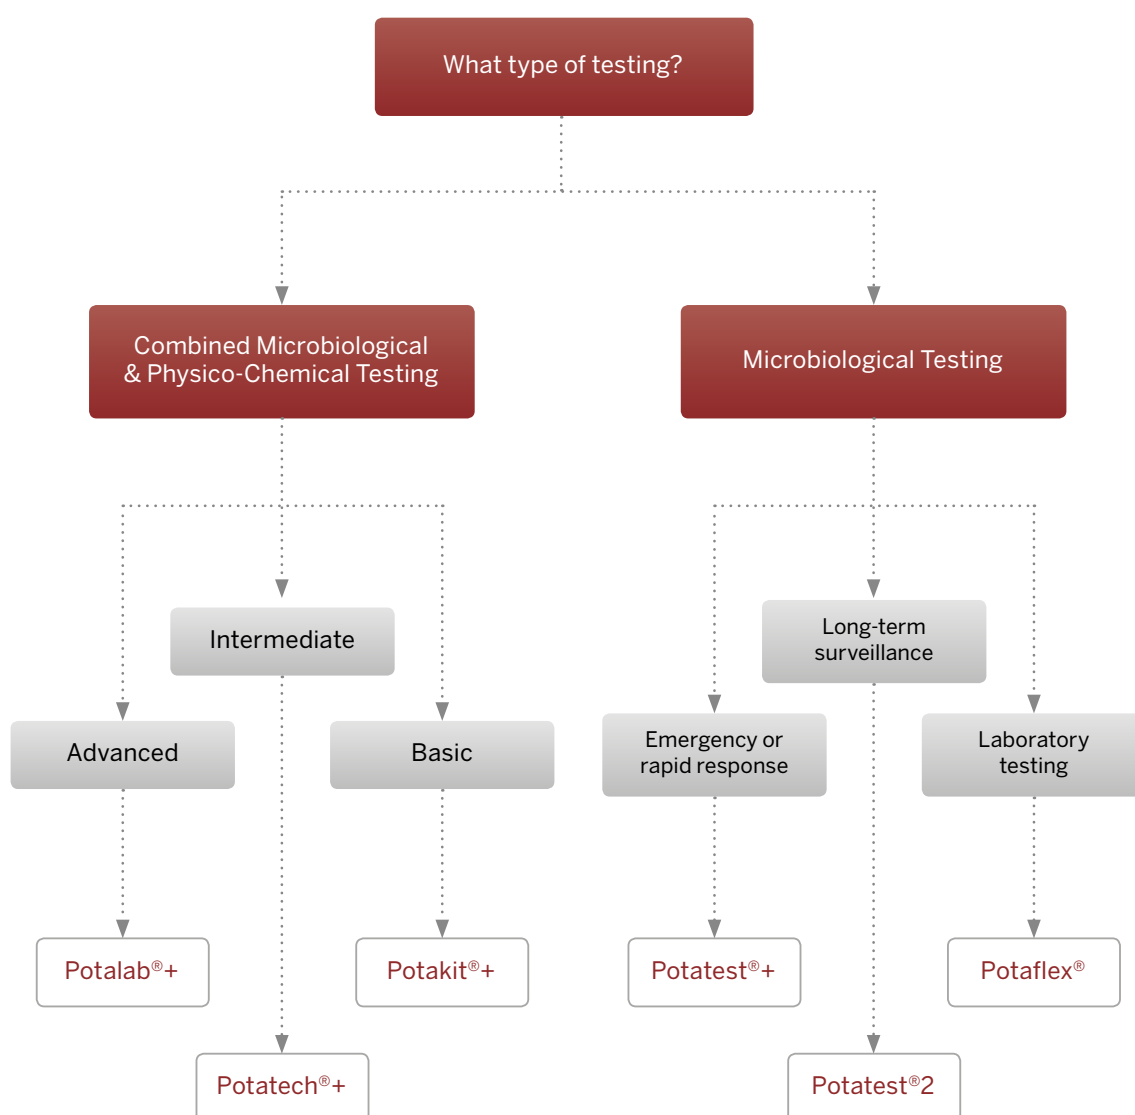 What type of testing?
Combined Microbiological
& Physico-Chemical Testing
Microbiological Testing
Intermediate
Long-term
surveillance
Advanced
Basic
Emergency or
rapid response
Laboratory
testing
Potalab®+
Potakit®+
Potatest®+
Potaflex®
Potatech®+
Potatest®2